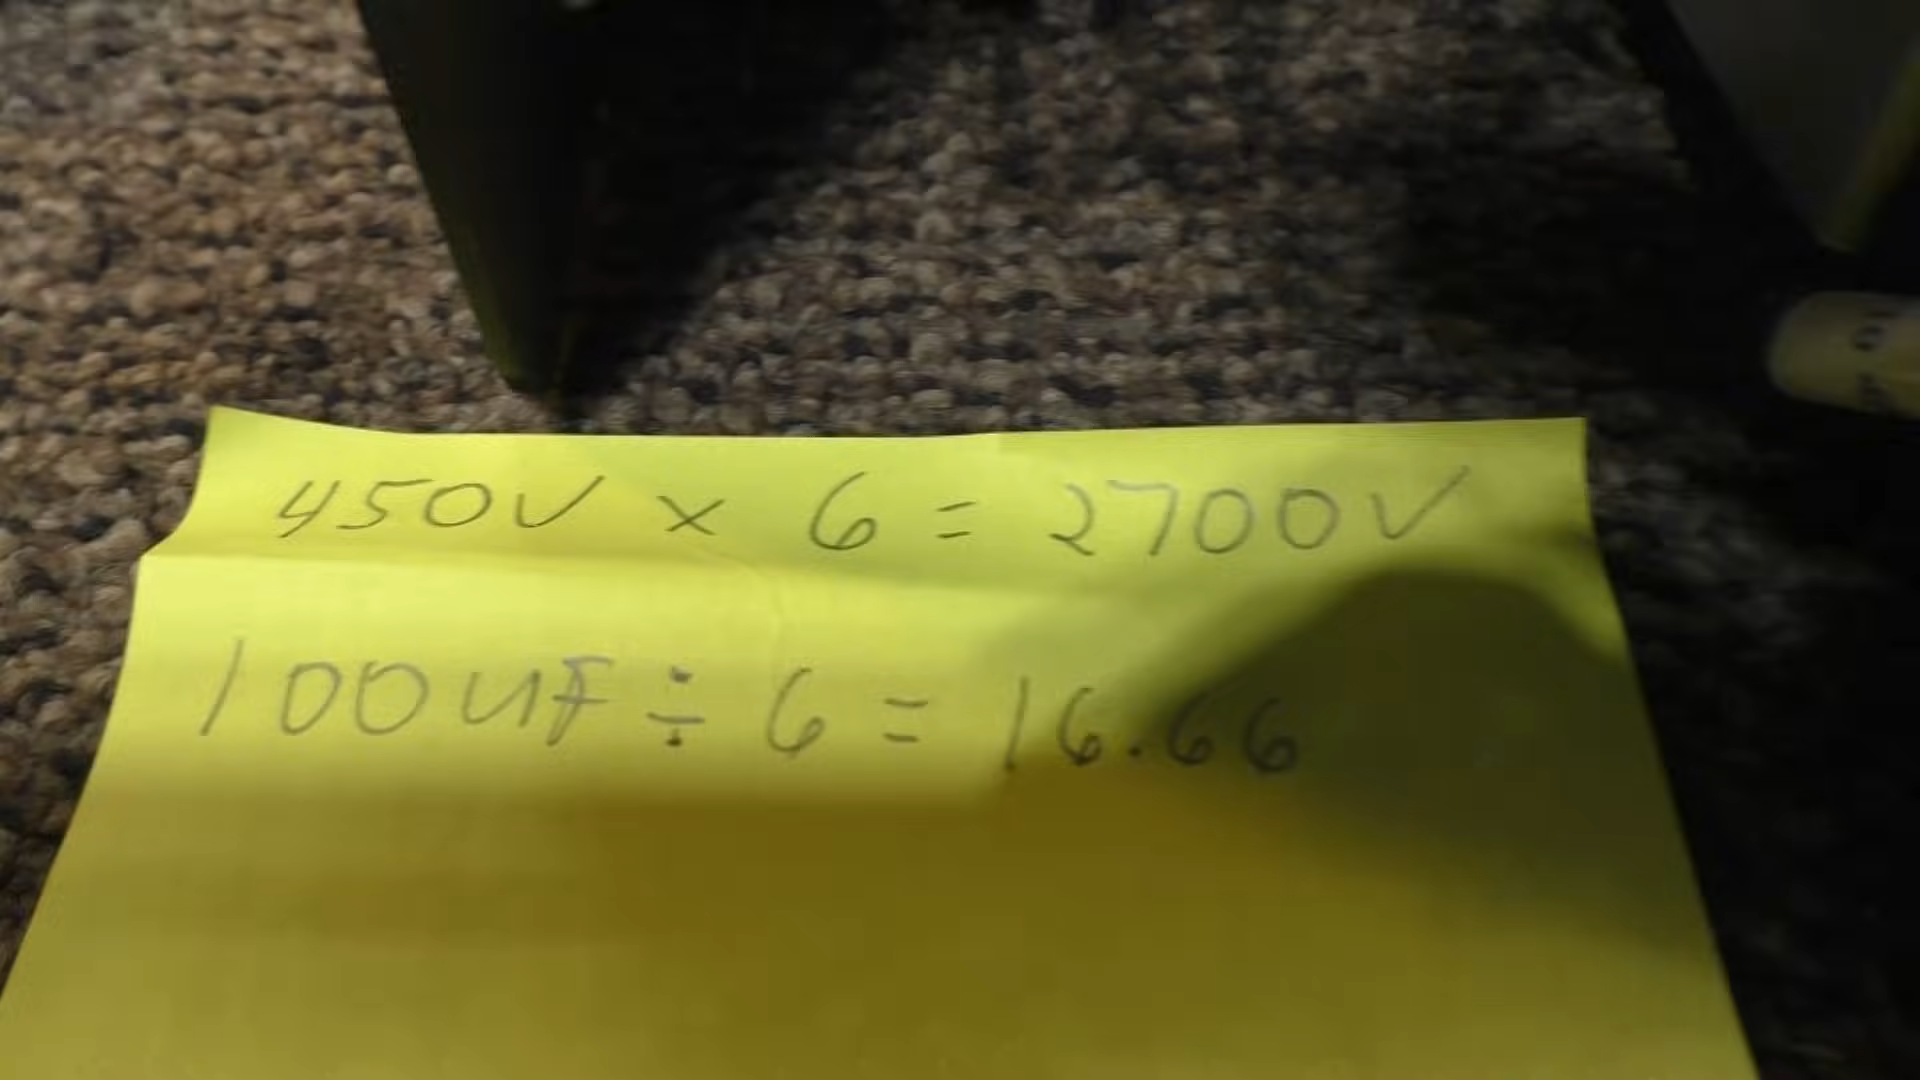 450V x 6 = 2700V
100uF ÷ 6 = 16.66